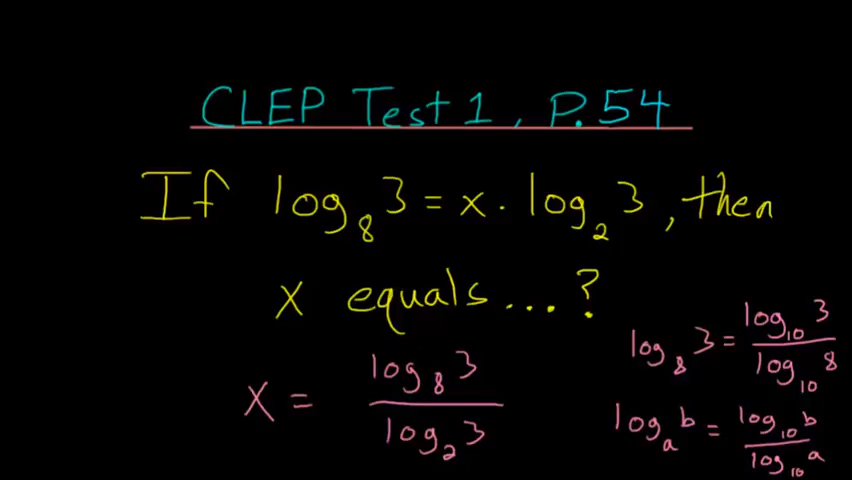 CLEP Test 1, P.54
If log₈3 = x · log₂3, then
x equals ...?
log₈3 = log₁₀3 / log₁₀8
x = log₈3 / log₂3
logₐb = log₁₀b / log₁₀a